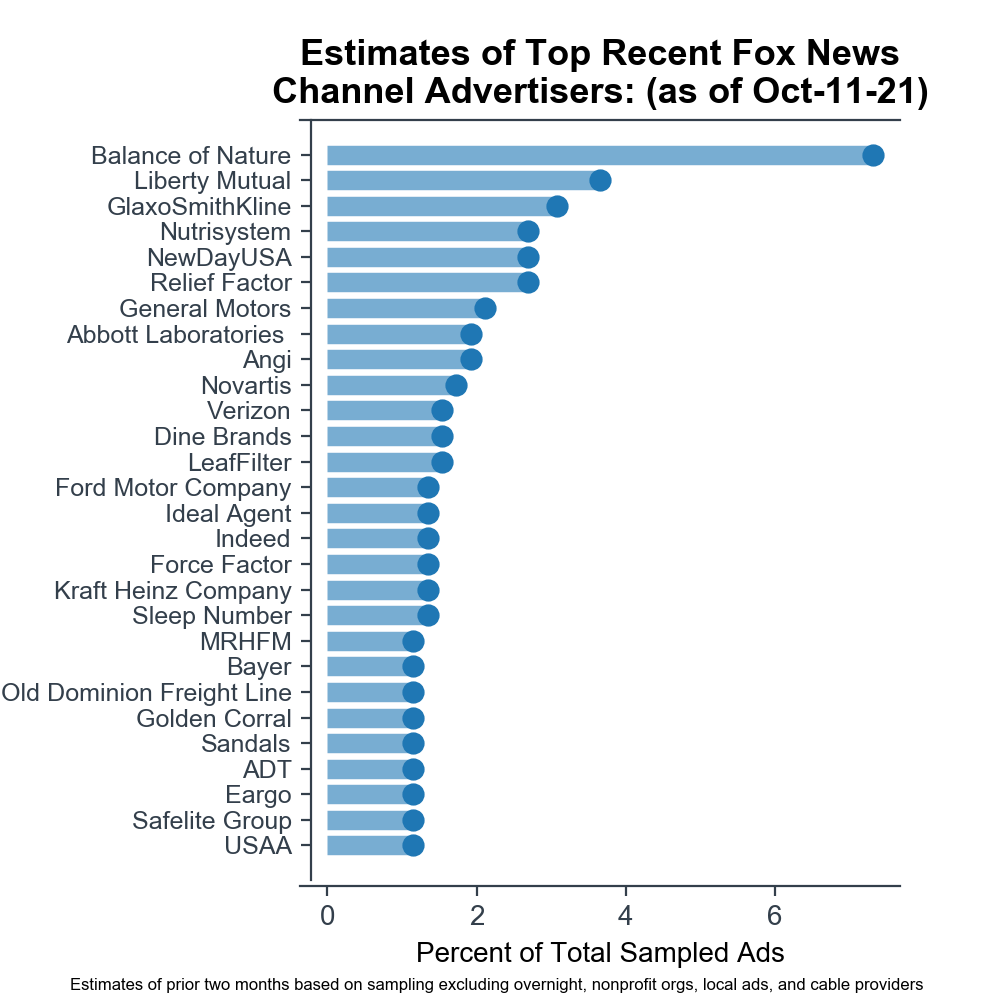 Estimates of Top Recent Fox News
Channel Advertisers: (as of Oct-11-21)
Balance of Nature
Liberty Mutual
GlaxoSmithKline
Nutrisystem
NewDayUSA
Relief Factor
General Motors
Abbott Laboratories
Angi
Novartis
Verizon
Dine Brands
LeafFilter
Ford Motor Company
Ideal Agent
Indeed
Force Factor
Kraft Heinz Company
Sleep Number
MRHFM
Bayer
Old Dominion Freight Line
Golden Corral
Sandals
ADT
Eargo
Safelite Group
USAA
0 2 4 6
Percent of Total Sampled Ads
Estimates of prior two months based on sampling excluding overnight, nonprofit orgs, local ads, and cable providers